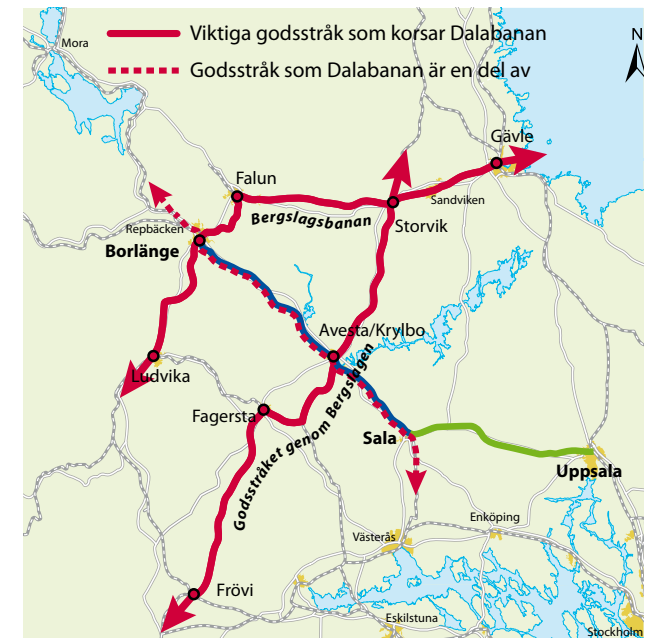 Viktiga godsstråk som korsar Dalabanan
Godsstråk som Dalabanan är en del av
N
Mora
Gävle
Falun
Sandviken
Bergslagsbanan
Storvik
Repbäcken
Borlänge
Avesta/Krylbo
Ludvika
Godsstråket genom Bergslagen
Fagersta
Sala
Uppsala
Enköping
Västerås
Frövi
Eskilstuna
Stockholm